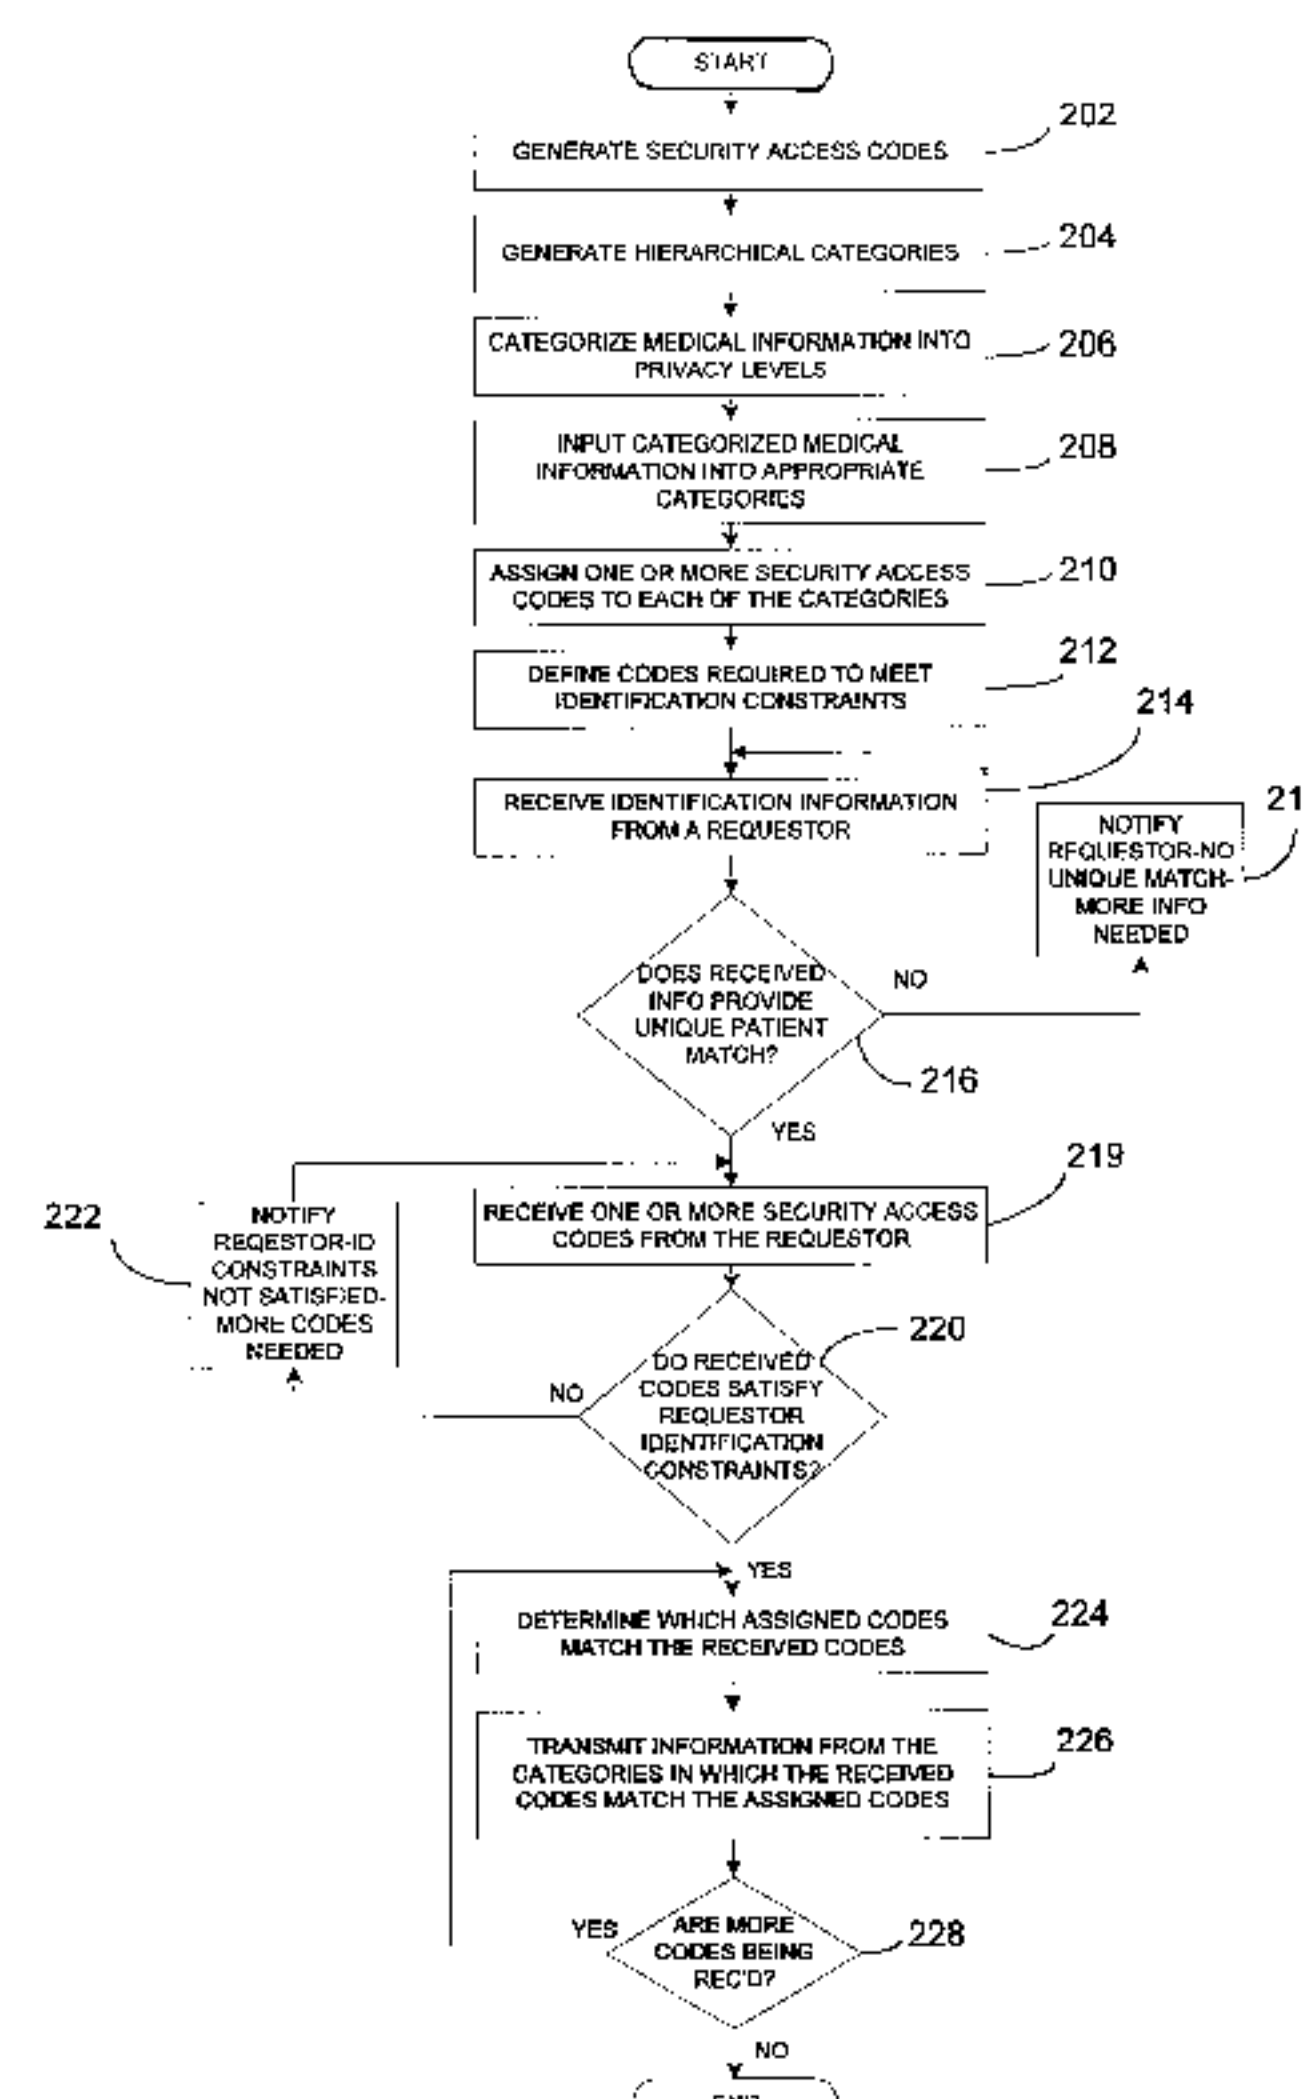 START
202
GENERATE SECURITY ACCESS CODES
204
GENERATE HIERARCHICAL CATEGORIES
206
CATEGORIZE MEDICAL INFORMATION INTO
PRIVACY LEVELS
208
INPUT CATEGORIZED MEDICAL
INFORMATION INTO APPROPRIATE
CATEGORIES
210
ASSIGN ONE OR MORE SECURITY ACCESS
CODES TO EACH OF THE CATEGORIES
212
DEFINE CODES REQUIRED TO MEET
IDENTIFICATION CONSTRAINTS
214
RECEIVE IDENTIFICATION INFORMATION
FROM A REQUESTOR
21
NOTIFY
REQUESTOR-NO
UNIQUE MATCH-
MORE INFO
NEEDED
DOES RECEIVED
INFO PROVIDE
UNIQUE PATIENT
MATCH?
NO
216
YES
219
RECEIVE ONE OR MORE SECURITY ACCESS
CODES FROM THE REQUESTOR
222
NOTIFY
REQESTOR-ID
CONSTRAINTS
NOT SATISFIED-
MORE CODES
NEEDED
220
DO RECEIVED
CODES SATISFY
REQUESTOR
IDENTIFICATION
CONSTRAINTS?
NO
YES
224
DETERMINE WHICH ASSIGNED CODES
MATCH THE RECEIVED CODES
226
TRANSMIT INFORMATION FROM THE
CATEGORIES IN WHICH THE RECEIVED
CODES MATCH THE ASSIGNED CODES
YES
ARE MORE
CODES BEING
REC'D?
228
NO